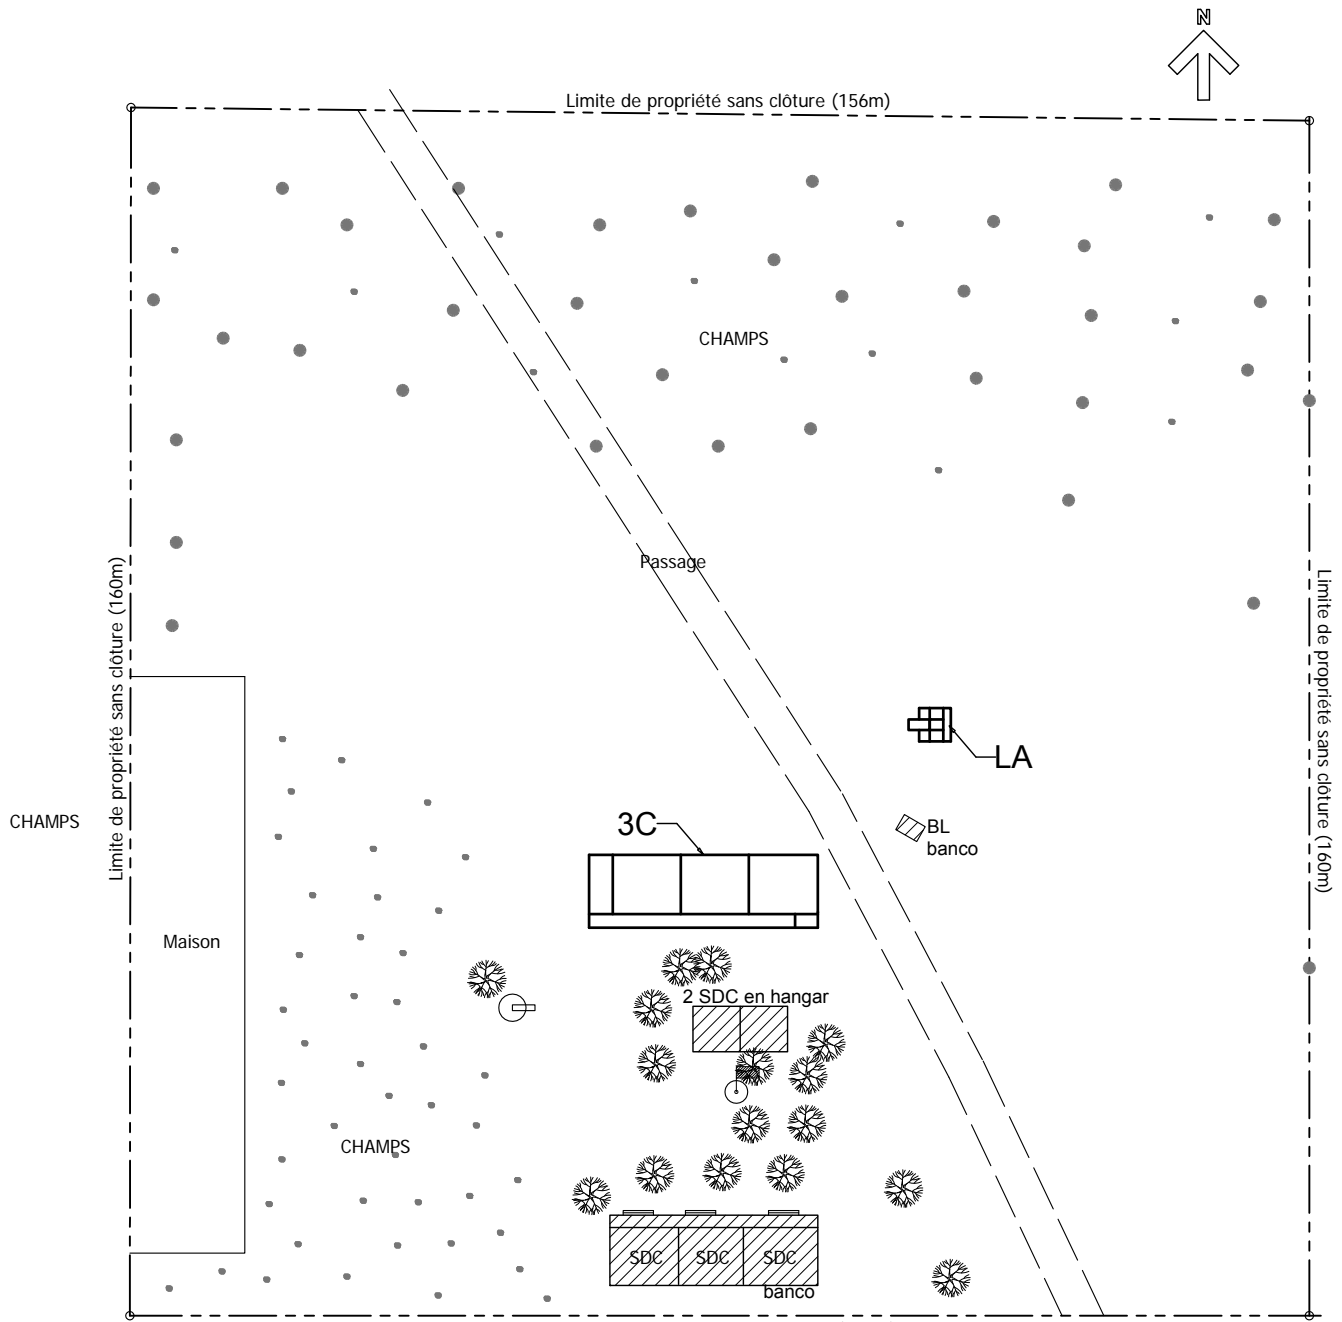 N
Limite de propriété sans clôture (156m)
CHAMPS
Passage
Limite de propriété sans clôture (160m)
Limite de propriété sans clôture (160m)
LA
CHAMPS
3C
BL
banco
Maison
2 SDC en hangar
CHAMPS
SDC
SDC
SDC
banco